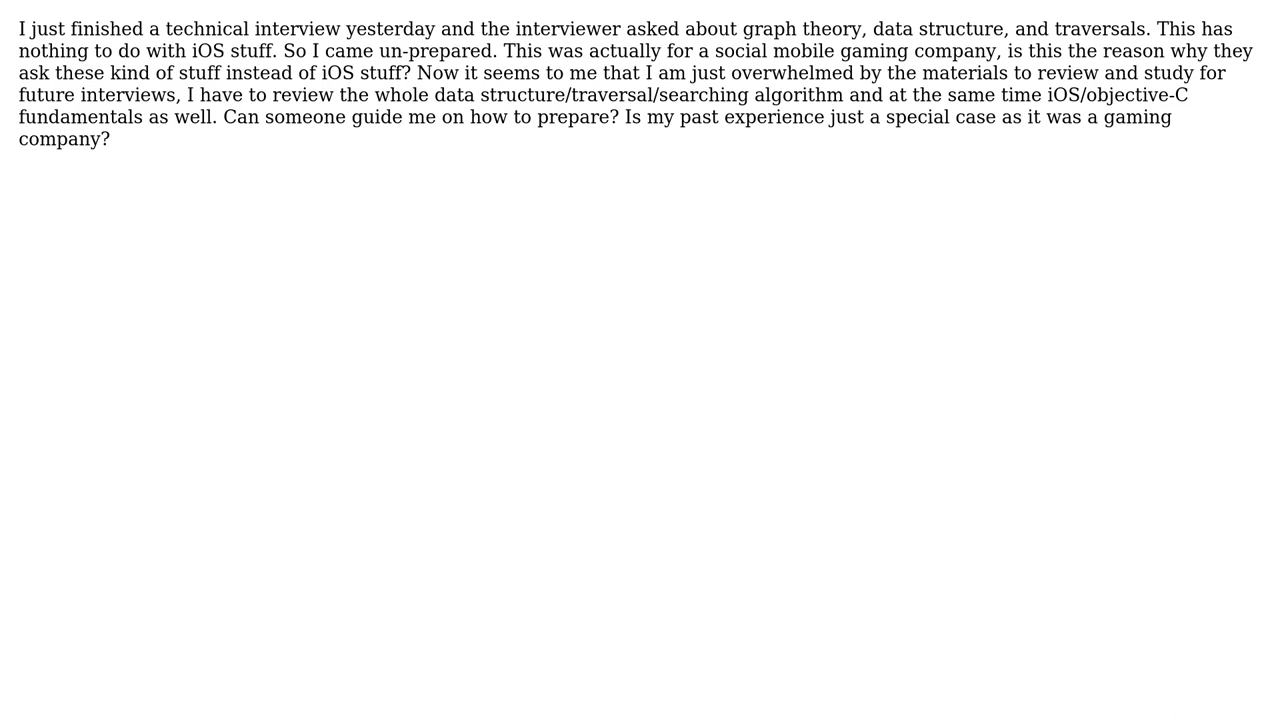 I just finished a technical interview yesterday and the interviewer asked about graph theory, data structure, and traversals. This has
nothing to do with iOS stuff. So I came un-prepared. This was actually for a social mobile gaming company, is this the reason why they
ask these kind of stuff instead of iOS stuff? Now it seems to me that I am just overwhelmed by the materials to review and study for
future interviews, I have to review the whole data structure/traversal/searching algorithm and at the same time iOS/objective-C
fundamentals as well. Can someone guide me on how to prepare? Is my past experience just a special case as it was a gaming
company?